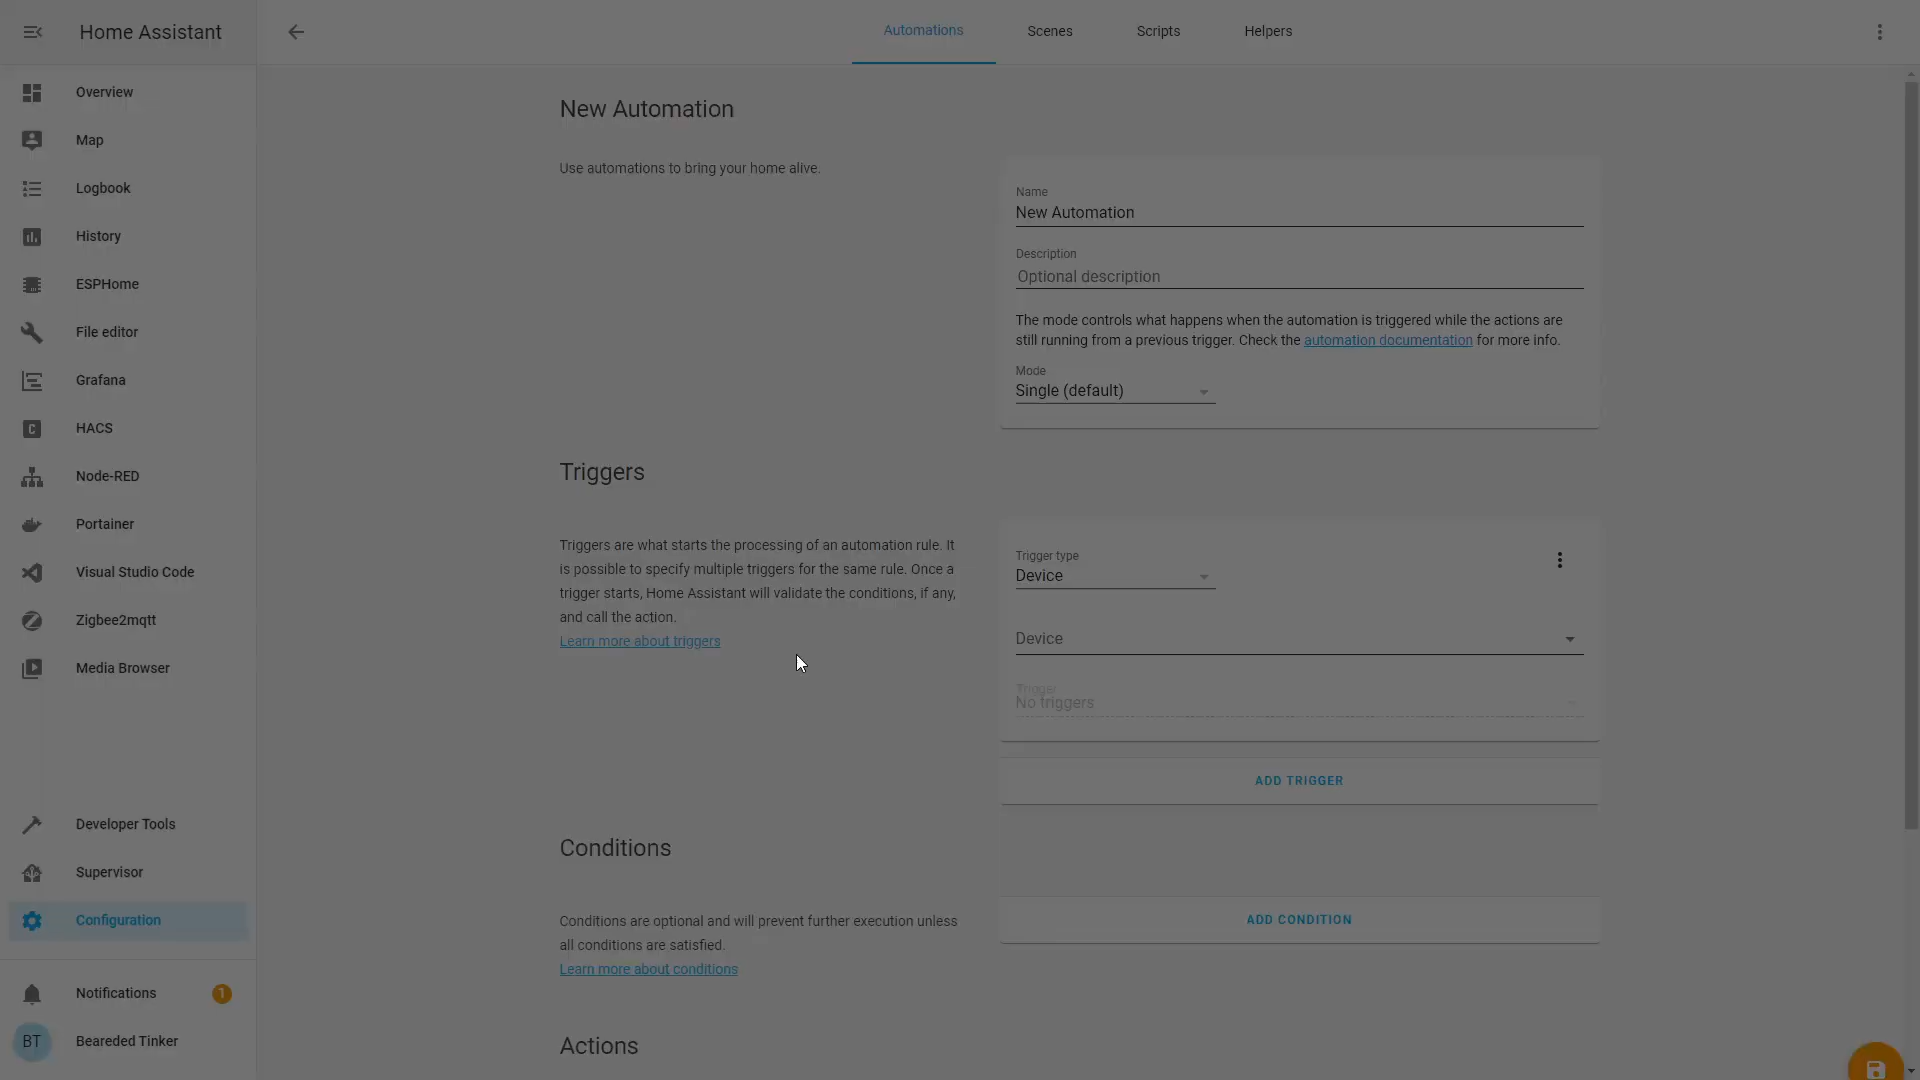 Home Assistant
Automations
Scenes
Scripts
Helpers
Overview
Map
Logbook
History
ESPHome
File editor
Grafana
C
HACS
Node-RED
Portainer
Visual Studio Code
Zigbee2mqtt
Media Browser
Developer Tools
Supervisor
Configuration
Notifications
1
BT
Bearded Tinker
New Automation
Use automations to bring your home alive.
Name
New Automation
Description
Optional description
The mode controls what happens when the automation is triggered while the actions are
still running from a previous trigger. Check the automation documentation for more info.
Mode
Single (default)
Triggers
Triggers are what starts the processing of an automation rule. It
is possible to specify multiple triggers for the same rule. Once a
trigger starts, Home Assistant will validate the conditions, if any,
and call the action.
Learn more about triggers
Trigger type
Device
Device
Trigger
No triggers
ADD TRIGGER
Conditions
Conditions are optional and will prevent further execution unless
all conditions are satisfied.
Learn more about conditions
ADD CONDITION
Actions